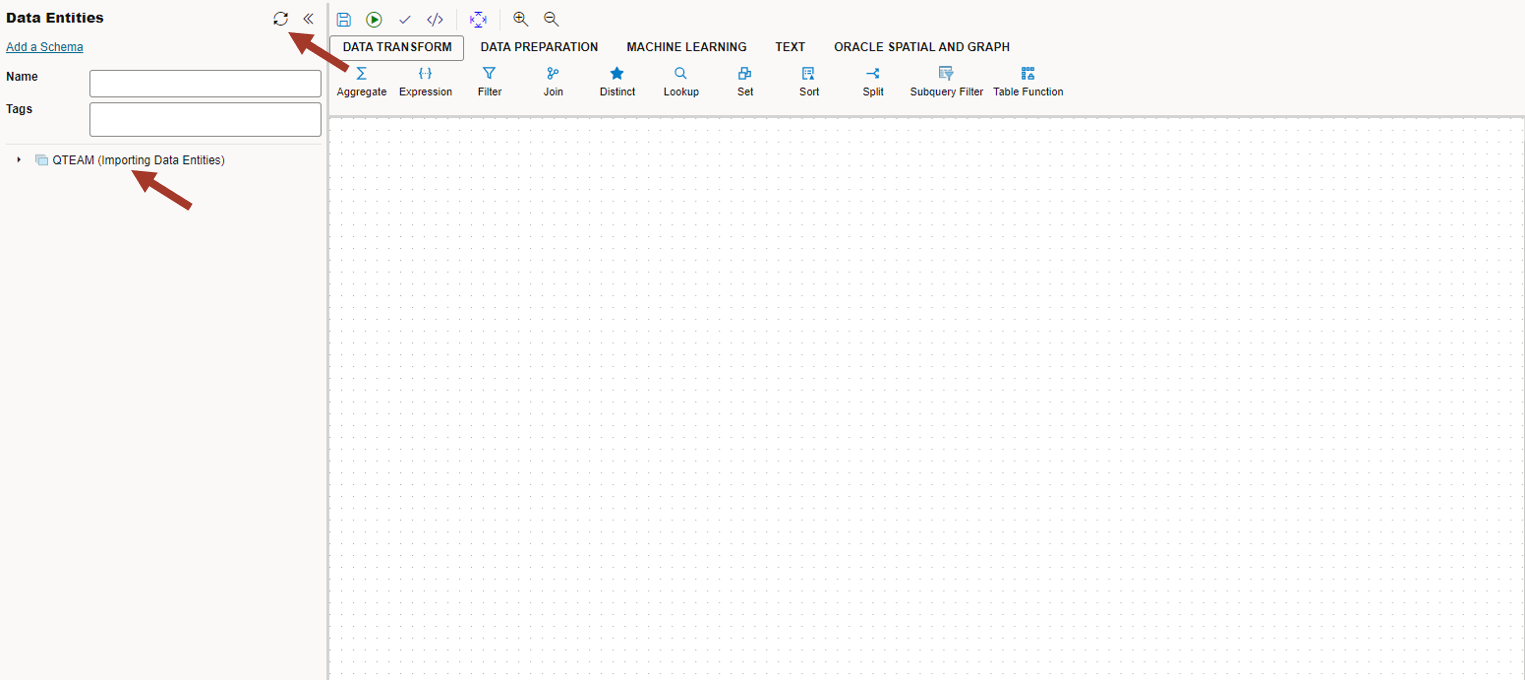 Data Entities
Add a Schema
Name
Tags
QTEAM (Importing Data Entities)
DATA TRANSFORM DATA PREPARATION MACHINE LEARNING TEXT ORACLE SPATIAL AND GRAPH
Aggregate Expression Filter Join Distinct Lookup Set Sort Split Subquery Filter Table Function